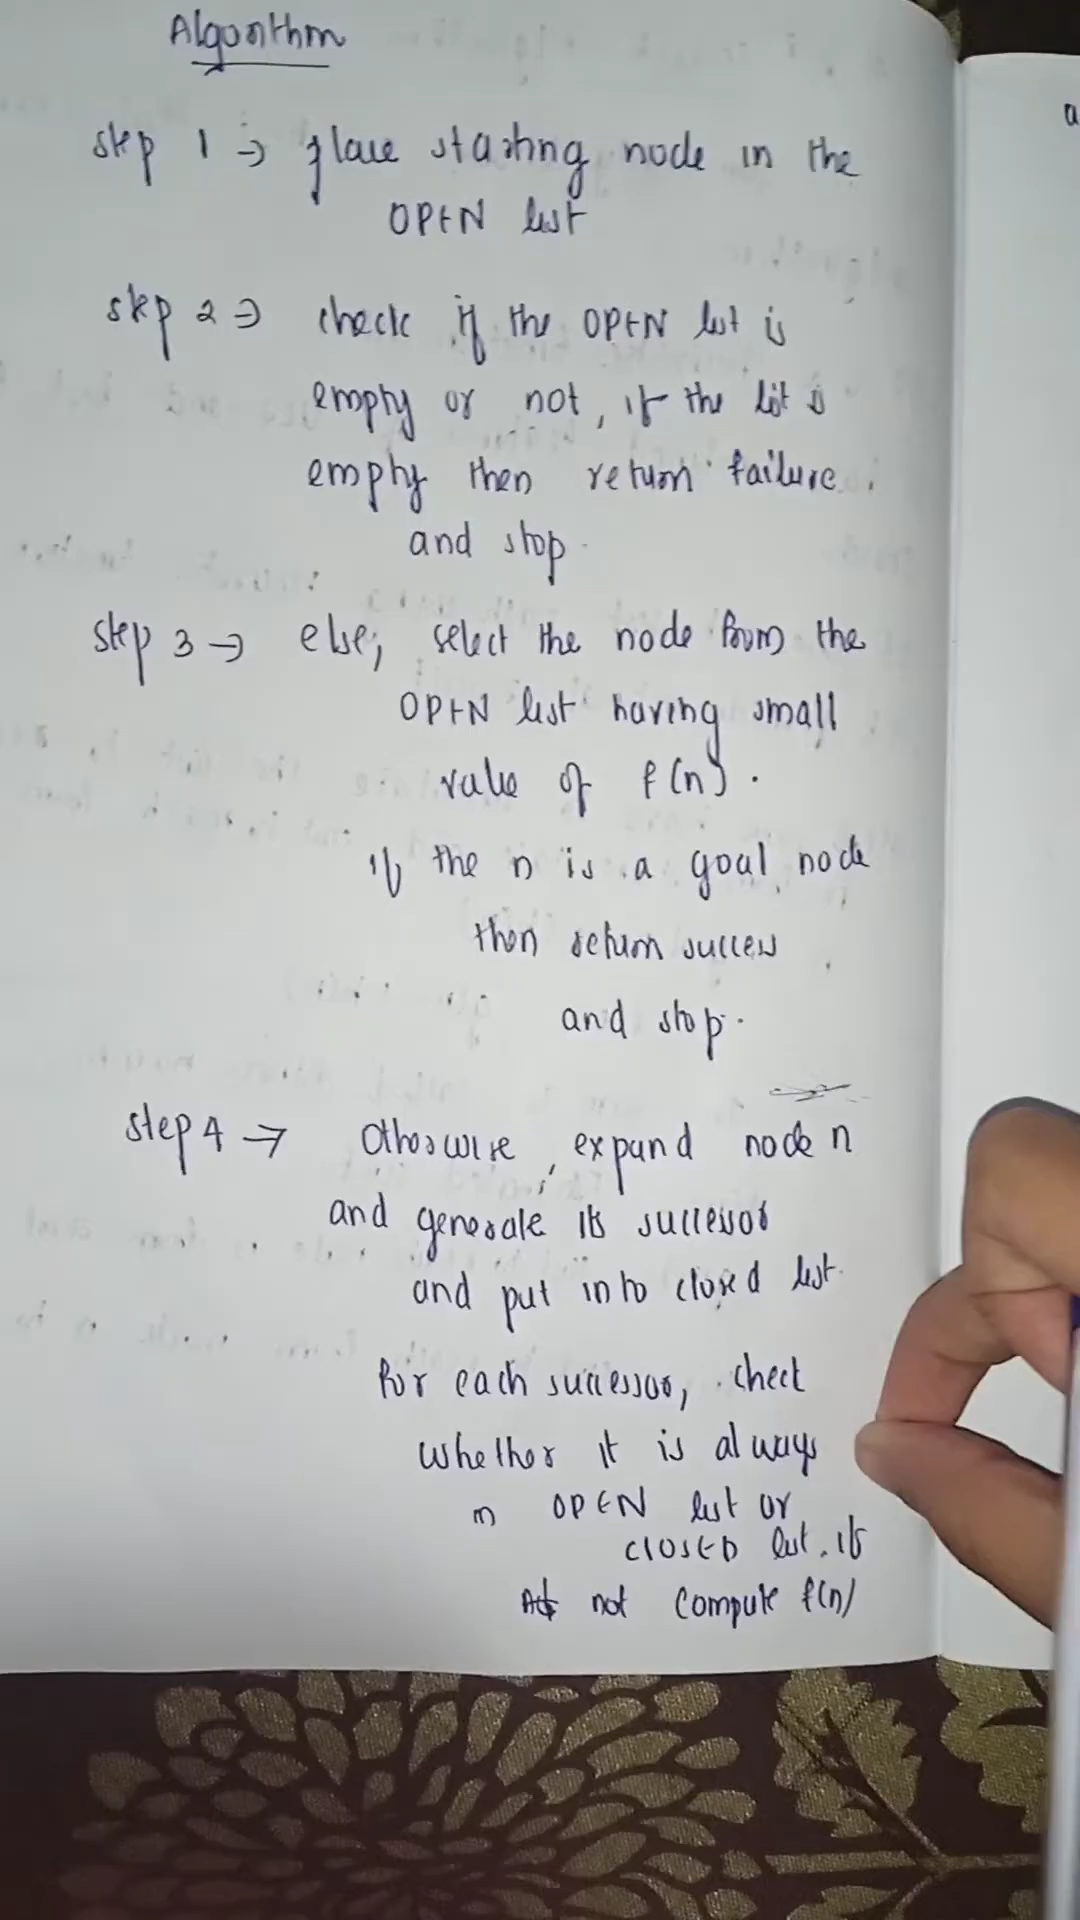 Algorithm
step 1 → place starting node in the
OPEN list
step 2 → check if the OPEN list is
empty or not, if the list is
empty then return failure
and stop.
step 3 → else, select the node from the
OPEN list having small
value of f(n).
if the n is a goal node
then return success
and stop.
step 4 → Otherwise, expand node n
and generate its successor
and put into closed list.
for each successor, check
whether it is always
in OPEN list or
CLOSED list. if
not compute f(n)
a